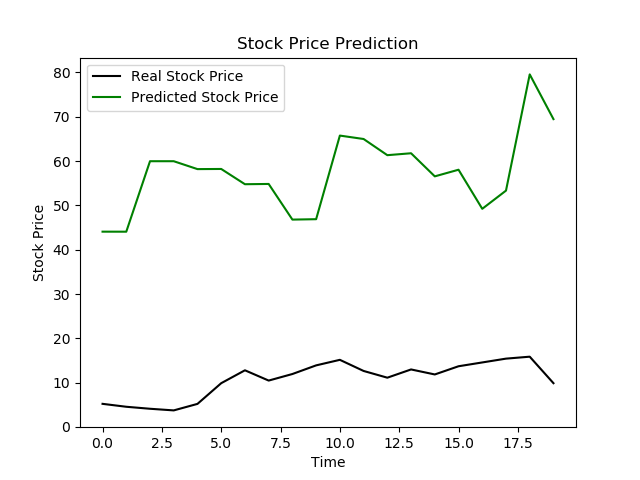 Stock Price Prediction
Real Stock Price
Predicted Stock Price
Stock Price
80
70
60
50
40
30
20
10
0
0.0 2.5 5.0 7.5 10.0 12.5 15.0 17.5
Time